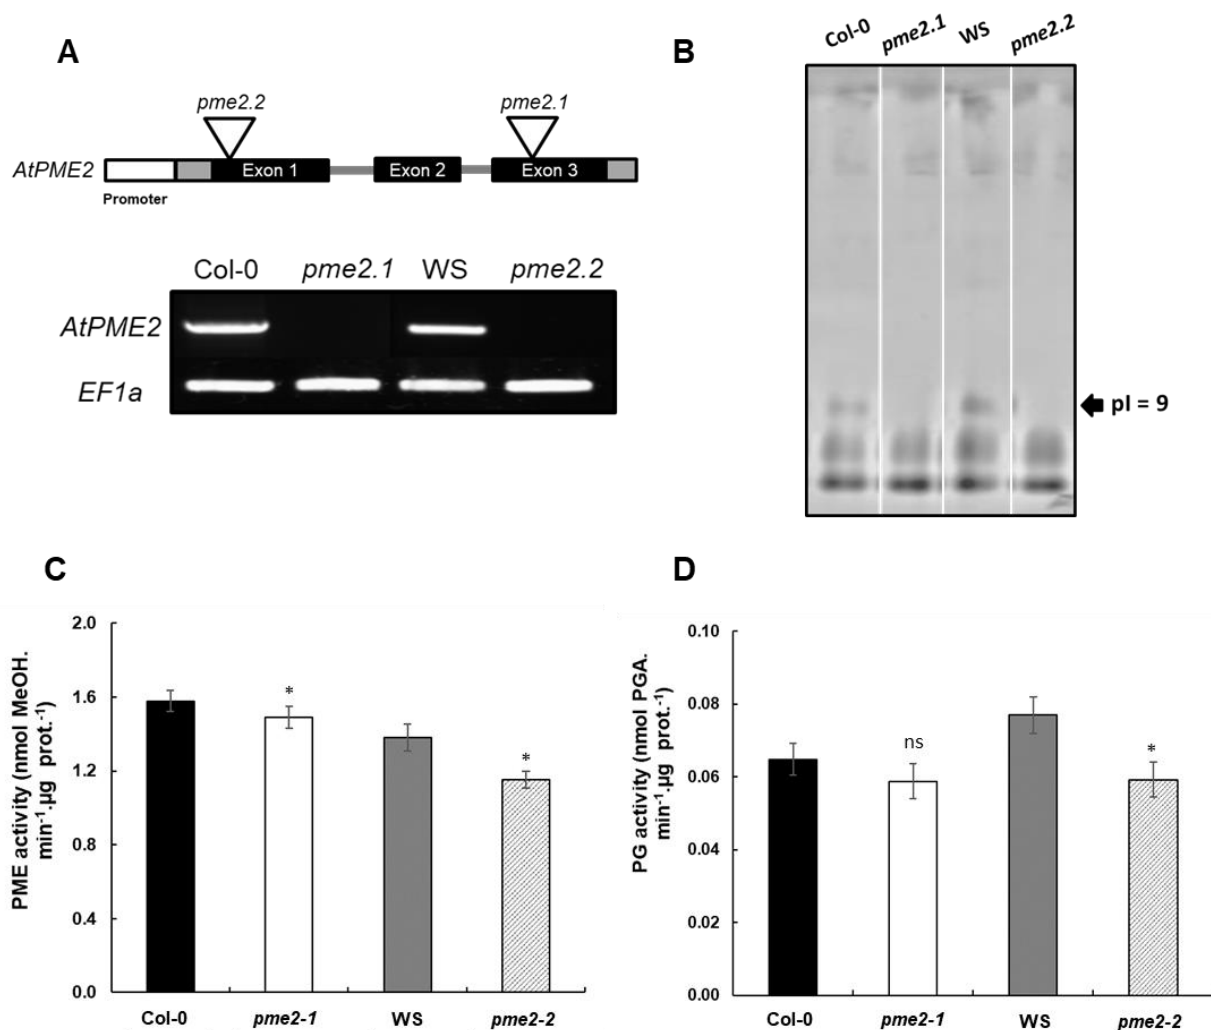 A
pme2.2
pme2.1
AtPME2
Exon 1
Exon 2
Exon 3
Promoter
Col-0
pme2.1
WS
pme2.2
AtPME2
EF1a
B
Col-0
pme2.1
WS
pme2.2
pI = 9
C
PME activity (nmol MeOH.
min⁻¹.µg prot.⁻¹)
2.0
1.6
1.2
0.8
0.4
0.0
*
*
Col-0
pme2-1
WS
pme2-2
D
PG activity (nmol PGA.
min⁻¹.µg prot.⁻¹)
0.10
0.08
0.06
0.04
0.02
0.00
ns
*
Col-0
pme2-1
WS
pme2-2